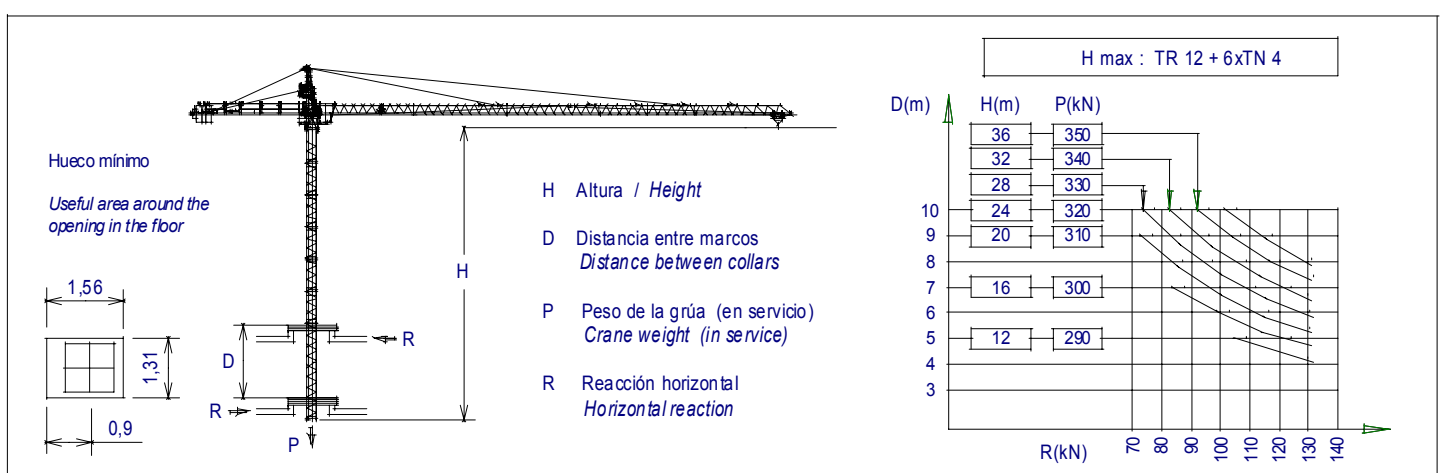 H max : TR 12 + 6xTN 4
Hueco mínimo
Useful area around the
opening in the floor
1,56
1,31
0,9
H
D
R
R
P
H Altura / Height
D Distancia entre marcos
Distance between collars
P Peso de la grúa (en servicio)
Crane weight (in service)
R Reacción horizontal
Horizontal reaction
D(m) H(m) P(kN)
36 350
32 340
28 330
10 24 320
9 20 310
8
7 16 300
6
5 12 290
4
3
R(kN) 70 80 90 100 110 120 130 140